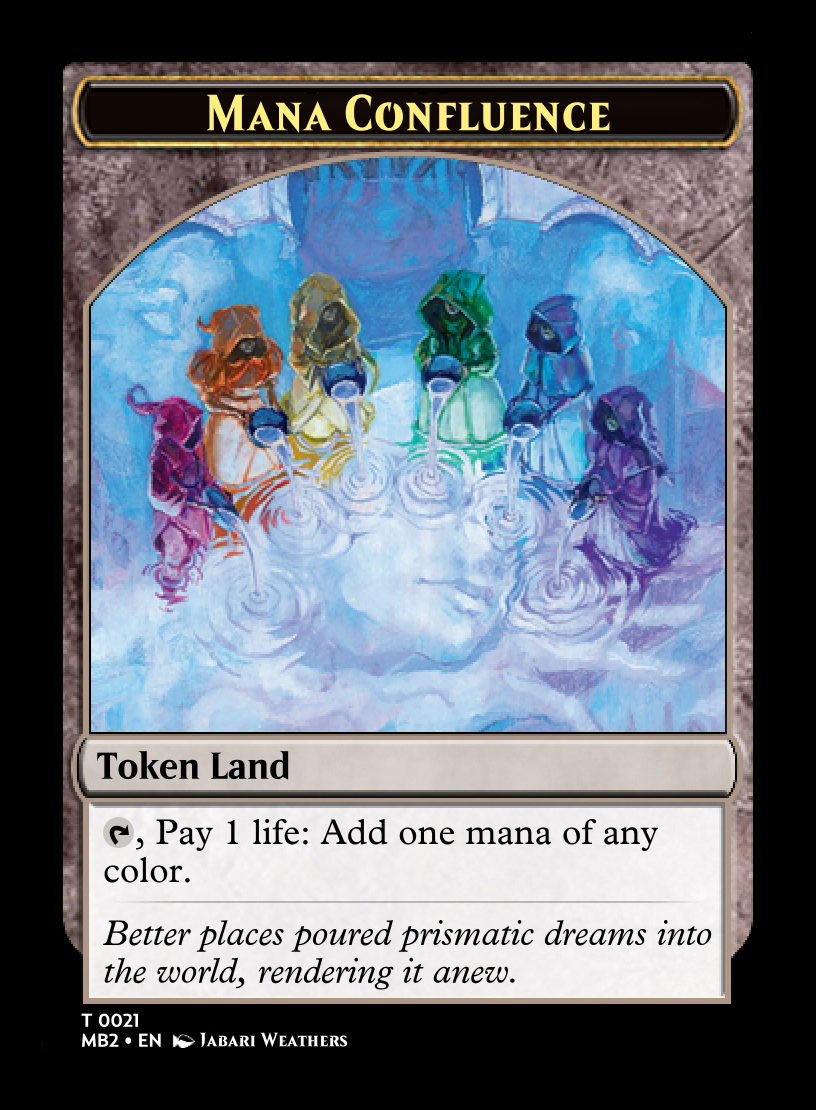 Mana Confluence
Token Land
, Pay 1 life: Add one mana of any
color.
Better places poured prismatic dreams into
the world, rendering it anew.
T 0021
MB2 • EN Jabari Weathers